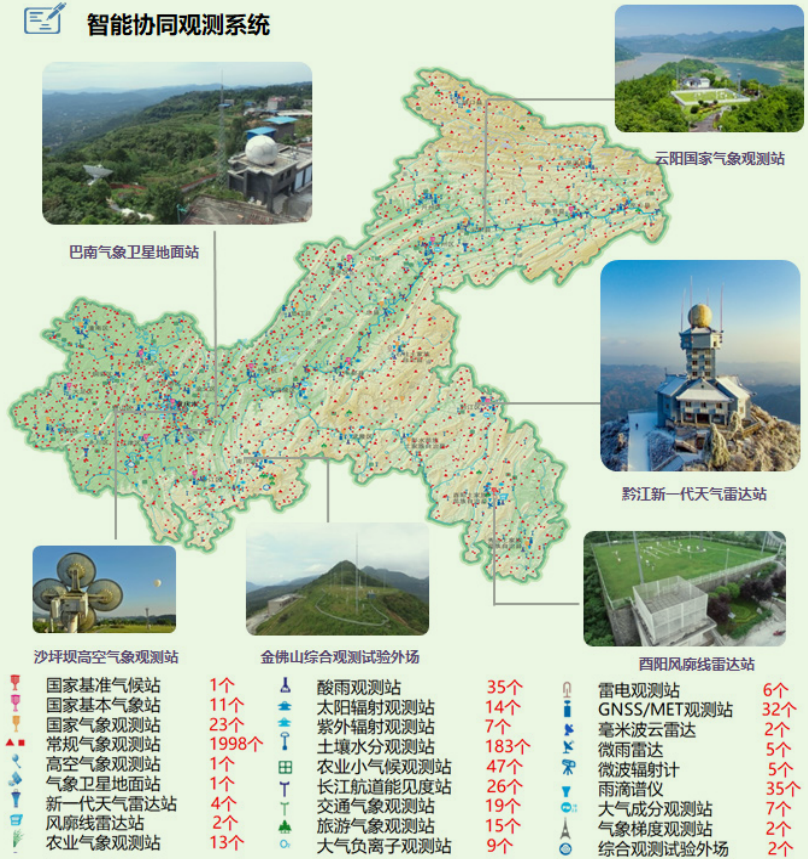 智能协同观测系统
云阳国家气象观测站
巴南气象卫星地面站
黔江新一代天气雷达站
沙坪坝高空气象观测站
金佛山综合观测试验外场
酉阳风廓线雷达站
国家基准气候站 1个
国家基本气象站 11个
国家气象观测站 23个
常规气象观测站 1998个
高空气象观测站 1个
气象卫星地面站 1个
新一代天气雷达站 4个
风廓线雷达站 2个
农业气象观测站 13个
酸雨观测站 35个
太阳辐射观测站 14个
紫外辐射观测站 7个
土壤水分观测站 183个
农业小气候观测站 47个
长江航道能见度站 26个
交通气象观测站 19个
旅游气象观测站 15个
大气负离子观测站 9个
雷电观测站 6个
GNSS/MET观测站 32个
毫米波云雷达 2个
微雨雷达 5个
微波辐射计 5个
雨滴谱仪 35个
大气成分观测站 7个
气象梯度观测站 2个
综合观测试验外场 2个